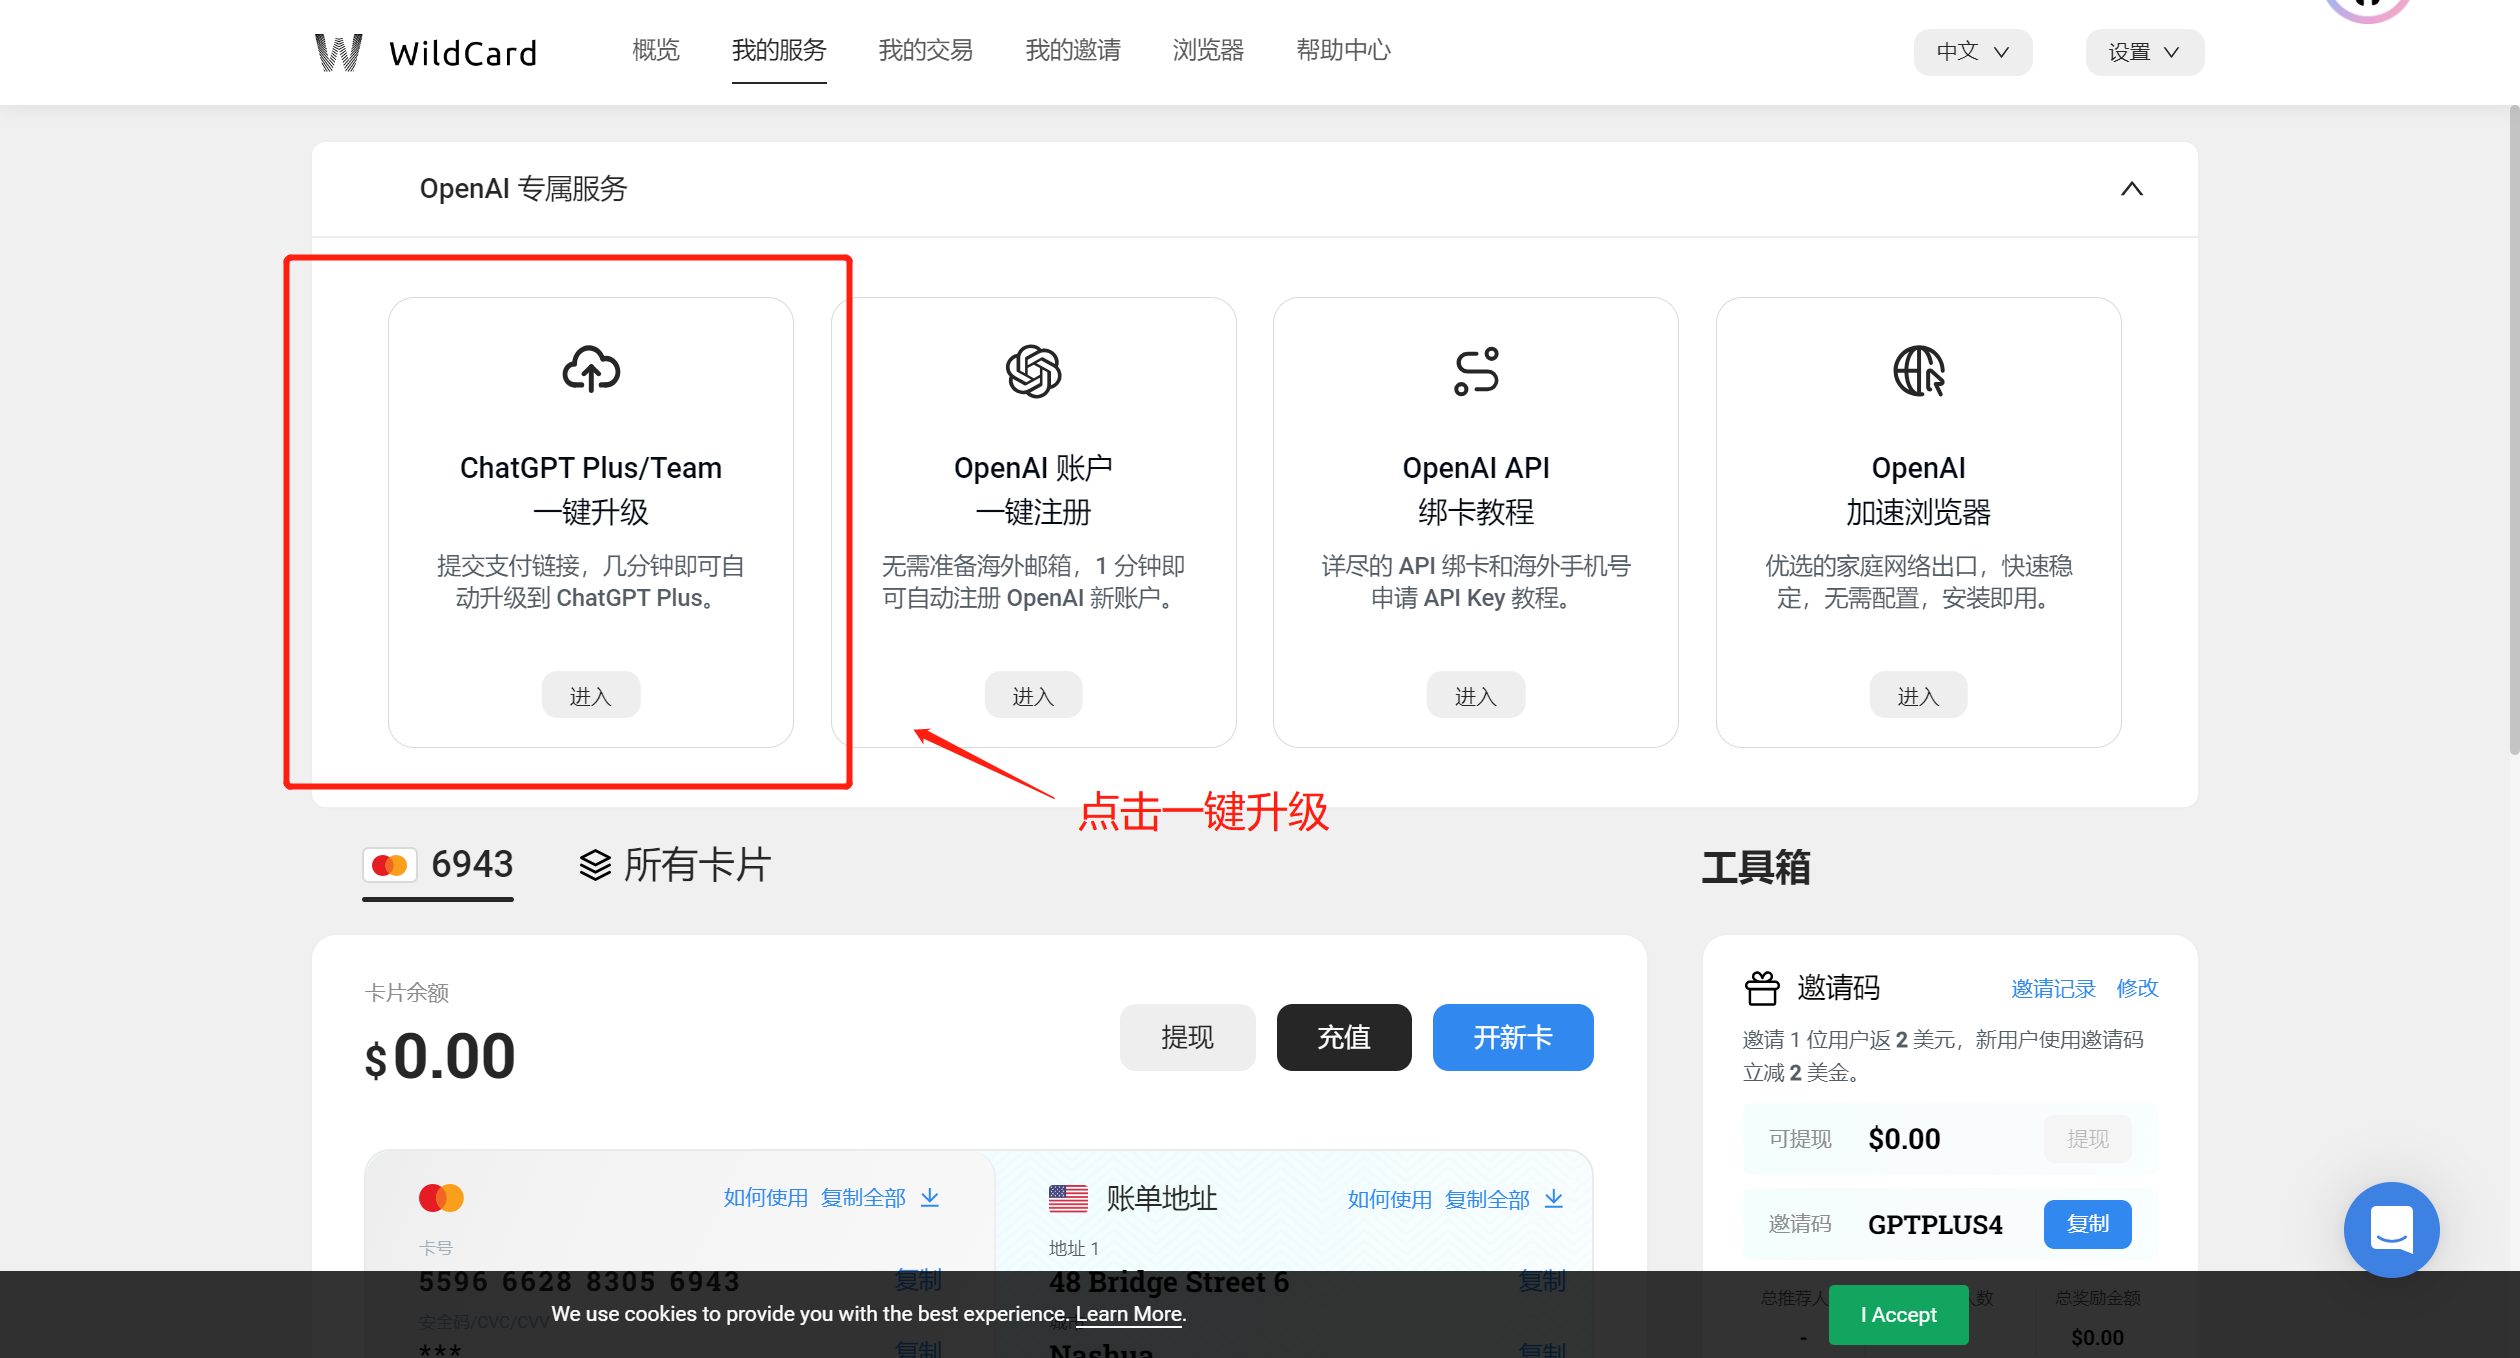 WildCard
概览
我的服务
我的交易
我的邀请
浏览器
帮助中心
中文
设置
OpenAI 专属服务
ChatGPT Plus/Team
一键升级
提交支付链接，几分钟即可自
动升级到 ChatGPT Plus。
进入
OpenAI 账户
一键注册
无需准备海外邮箱，1 分钟即
可自动注册 OpenAI 新账户。
进入
OpenAI API
绑卡教程
详尽的 API 绑卡和海外手机号
申请 API Key 教程。
进入
OpenAI
加速浏览器
优选的家庭网络出口，快速稳
定，无需配置，安装即用。
进入
点击一键升级
6943
所有卡片
工具箱
卡片余额
$0.00
提现
充值
开新卡
邀请码
邀请记录
修改
邀请 1 位用户返 2 美元，新用户使用邀请码
立减 2 美金。
可提现
$0.00
提现
邀请码
GPTPLUS4
复制
如何使用
复制全部
账单地址
如何使用
复制全部
卡号
5596 6628 8305 6943
复制
地址 1
48 Bridge Street 6
复制
安全码/CVC/CVV
***
复制
Nashua
复制
We use cookies to provide you with the best experience. Learn More.
I Accept
总推荐人
人数
总奖励金额
-
$0.00